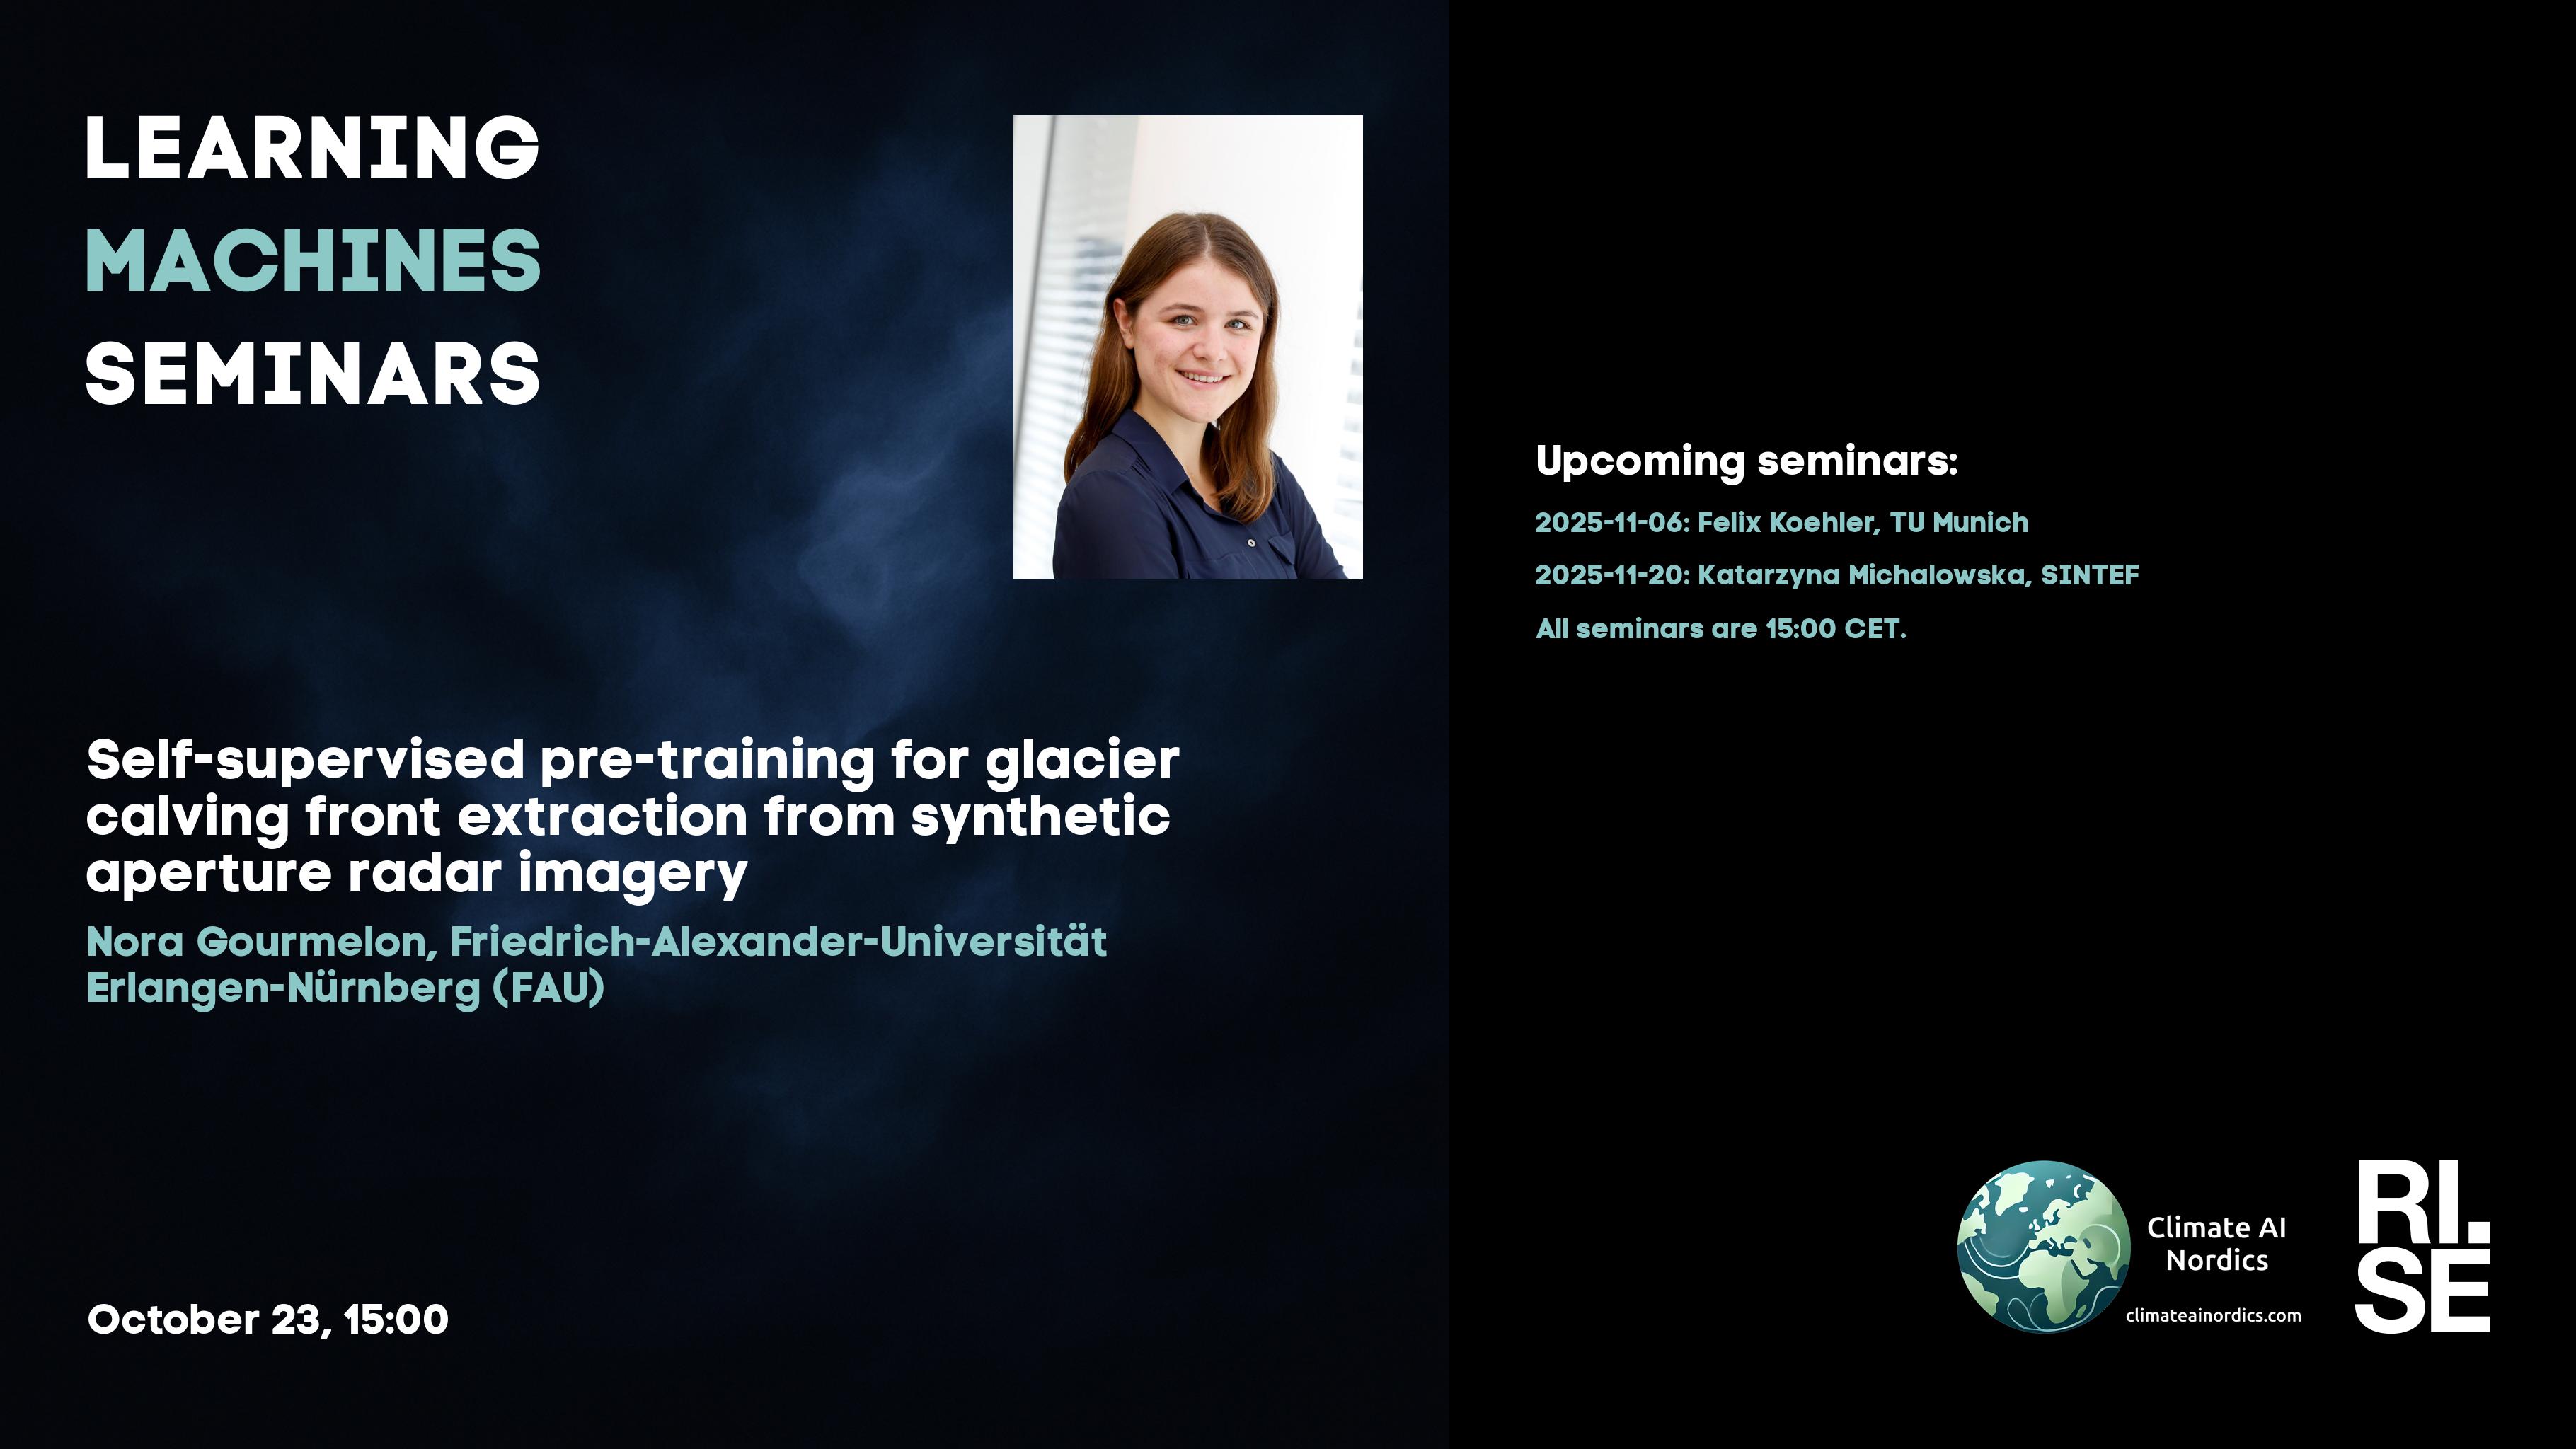 LEARNING
MACHINES
SEMINARS
Self-supervised pre-training for glacier
calving front extraction from synthetic
aperture radar imagery
Nora Gourmelon, Friedrich-Alexander-Universität
Erlangen-Nürnberg (FAU)
October 23, 15:00
Upcoming seminars:
2025-11-06: Felix Koehler, TU Munich
2025-11-20: Katarzyna Michalowska, SINTEF
All seminars are 15:00 CET.
Climate AI
Nordics
climateainordics.com
RI.
SE